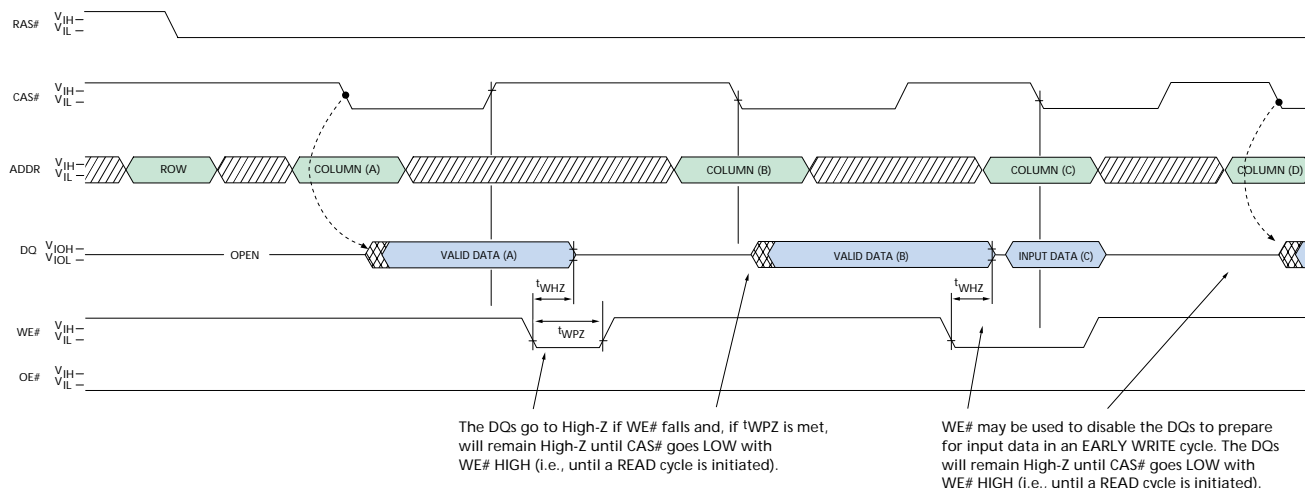 RAS# VIH VIL
CAS# VIH VIL
ADDR VIH VIL ROW COLUMN (A) COLUMN (B) COLUMN (C) COLUMN (D)
DQ VIOH VIOL OPEN VALID DATA (A) VALID DATA (B) INPUT DATA (C)
tWHZ tWHZ
tWPZ
WE# VIH VIL
OE# VIH VIL
The DQs go to High-Z if WE# falls and, if tWPZ is met,
will remain High-Z until CAS# goes LOW with
WE# HIGH (i.e., until a READ cycle is initiated).
WE# may be used to disable the DQs to prepare
for input data in an EARLY WRITE cycle. The DQs
will remain High-Z until CAS# goes LOW with
WE# HIGH (i.e., until a READ cycle is initiated).